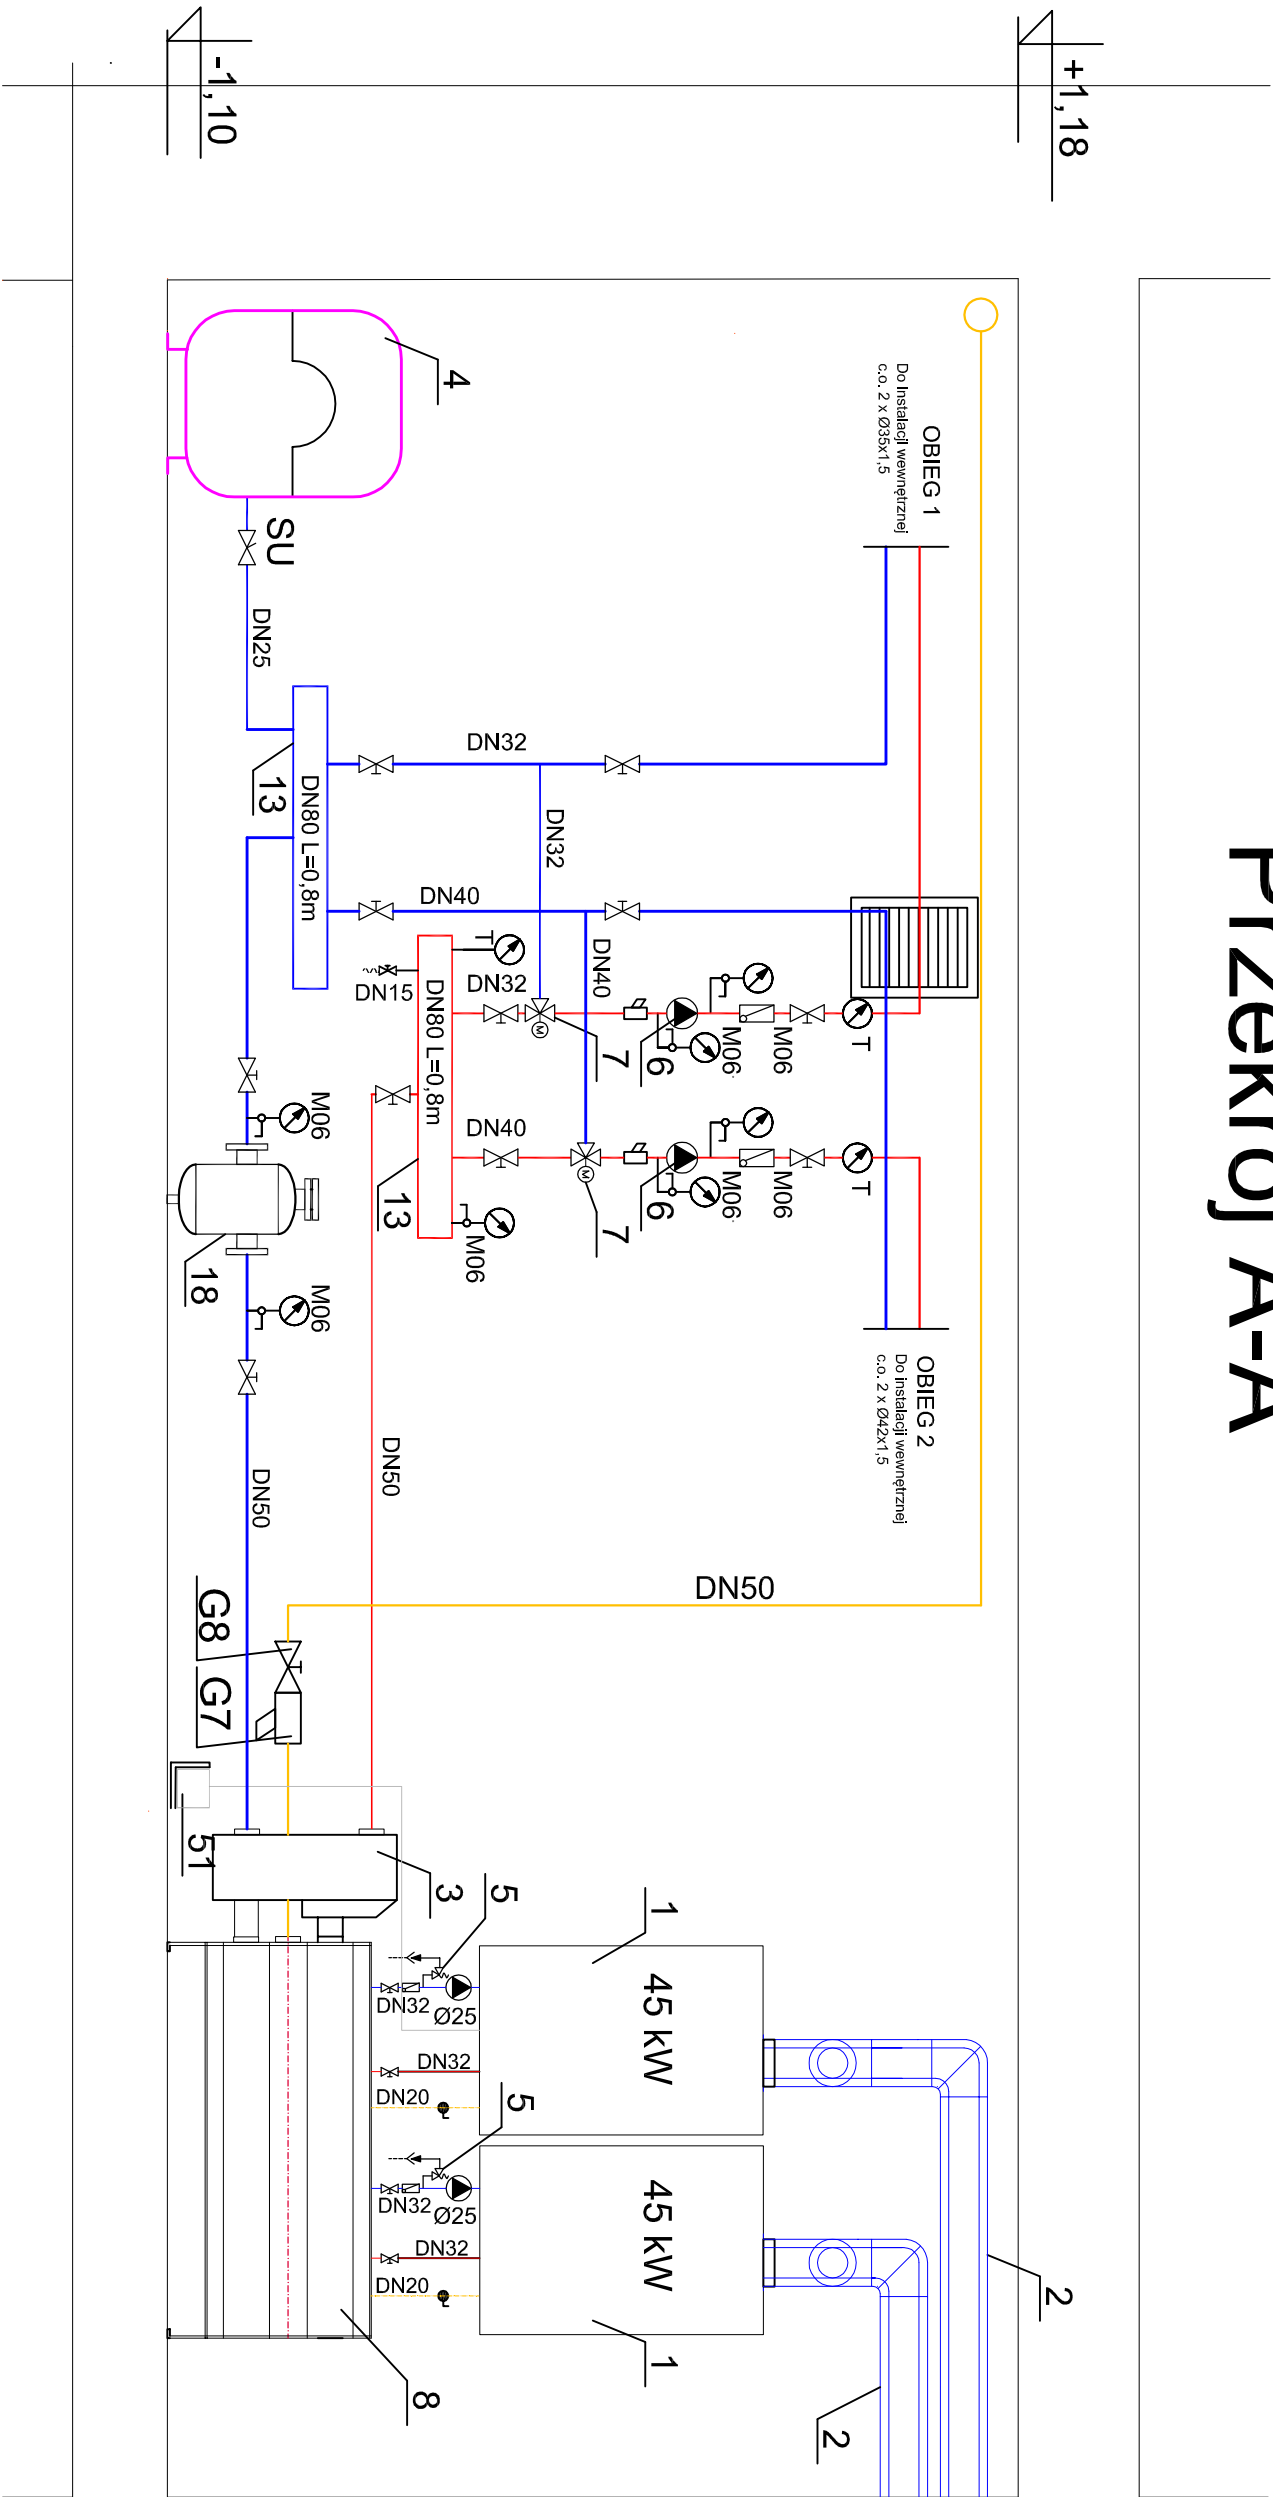 Przekrój A-A
+1,18
-1,10
OBIEG 1
Do instalacji wewnętrznej
c.o. 2 x Ø35x1,5
OBIEG 2
Do instalacji wewnętrznej
c.o. 2 x Ø42x1,5
4
SU
DN25
13
DN80 L=0,8m
DN32
DN32
DN40
DN40
T
DN15
DN32
DN80 L=0,8m
DN40
13
M06
7
6
M06
M06
T
7
6
M06
M06
T
M06
18
M06
DN50
DN50
DN50
G8
G7
51
3
5
1
45 kW
DN32
Ø25
DN32
DN20
5
45 kW
DN32
Ø25
DN32
DN20
1
2
2
8